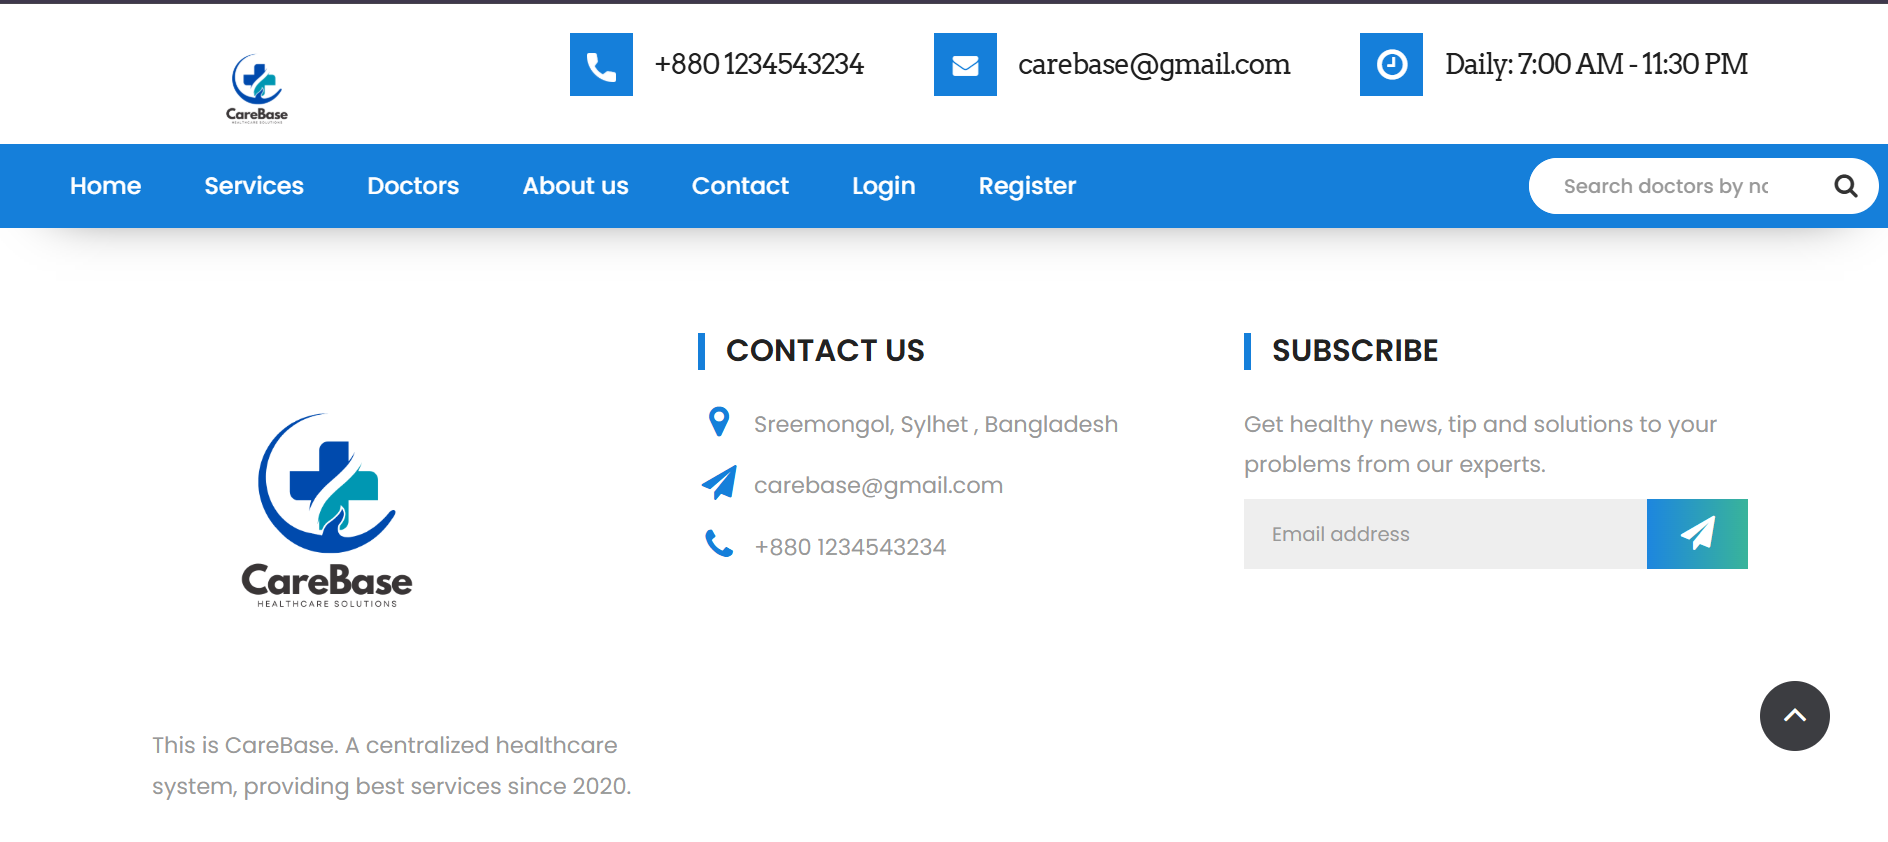 +880 1234543234
carebase@gmail.com
Daily: 7:00 AM - 11:30 PM
CareBase
HEALTHCARE SOLUTIONS
Home
Services
Doctors
About us
Contact
Login
Register
Search doctors by
CONTACT US
SUBSCRIBE
Sreemongol, Sylhet , Bangladesh
carebase@gmail.com
+880 1234543234
Get healthy news, tip and solutions to your
problems from our experts.
Email address
CareBase
HEALTHCARE SOLUTIONS
This is CareBase. A centralized healthcare
system, providing best services since 2020.